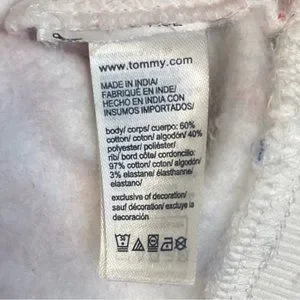 www.tommy.com
MADE IN INDIA/
FABRIQUÉ EN INDE/
HECHO EN INDIA CON
INSUMOS IMPORTADOS/
body/ corps/ cuerpo: 60%
cotton/ coton/ algodón/ 40%
polyester/ poliéster/
rib/ bord côte/ cordoncillo:
97% cotton/ coton/ algodón/
3% elastane/ élasthanne/
elastano/
exclusive of decoration/
sauf décoration/ excluye la
decoración